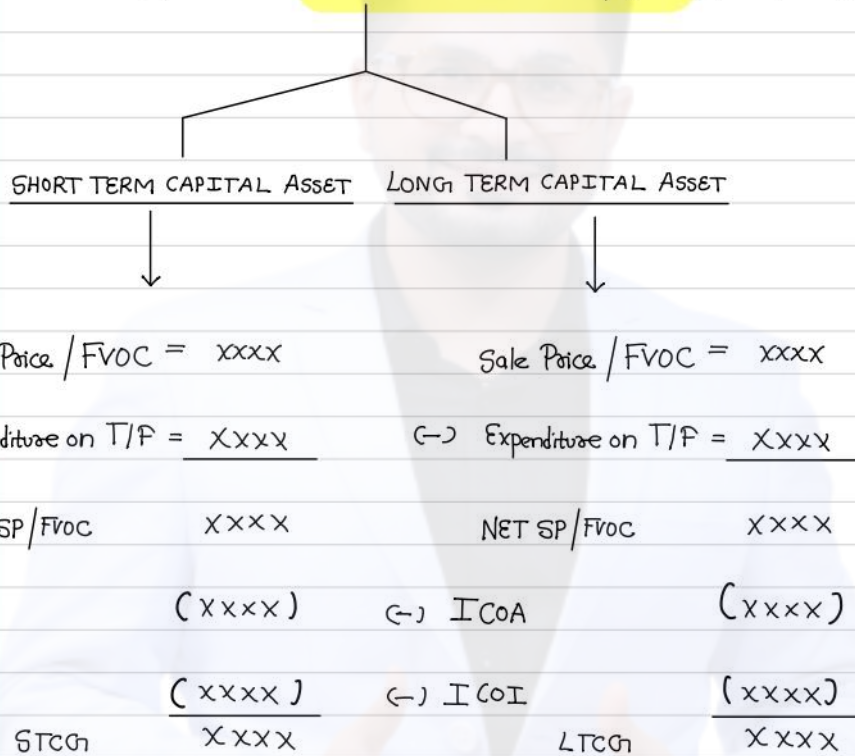 SHORT TERM CAPITAL ASSET LONG TERM CAPITAL ASSET
Price / FVOC = xxxx Sale Price / FVOC = xxxx
diture on T/F = xxxx (-) Expenditure on T/F = xxxx
SP/FVOC xxxx NET SP/FVOC xxxx
(xxxx) (-) ICOA (xxxx)
(xxxx) (-) ICOI (xxxx)
STCG xxxx LTCG xxxx